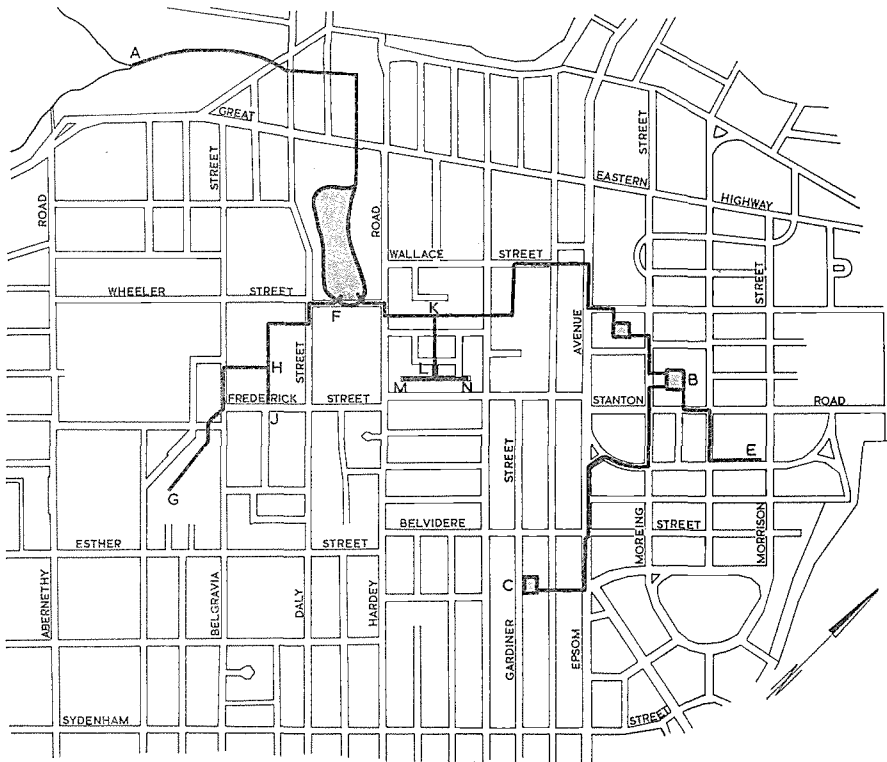 A
GREAT
STREET
STREET
EASTERN
HIGHWAY
ROAD
STREET
ROAD
WALLACE STREET
STREET
WHEELER STREET
F
K
AVENUE
H
STREET
L
M N
B
FREDERICK STREET
STANTON ROAD
J
E
G
STREET
BELVIDERE STREET
ESTHER STREET
MOREING
MORRISON
ABERNETHY
BELGRAVIA
DALY
HARDEY
C
GARDINER
EPSOM
SYDENHAM STREET